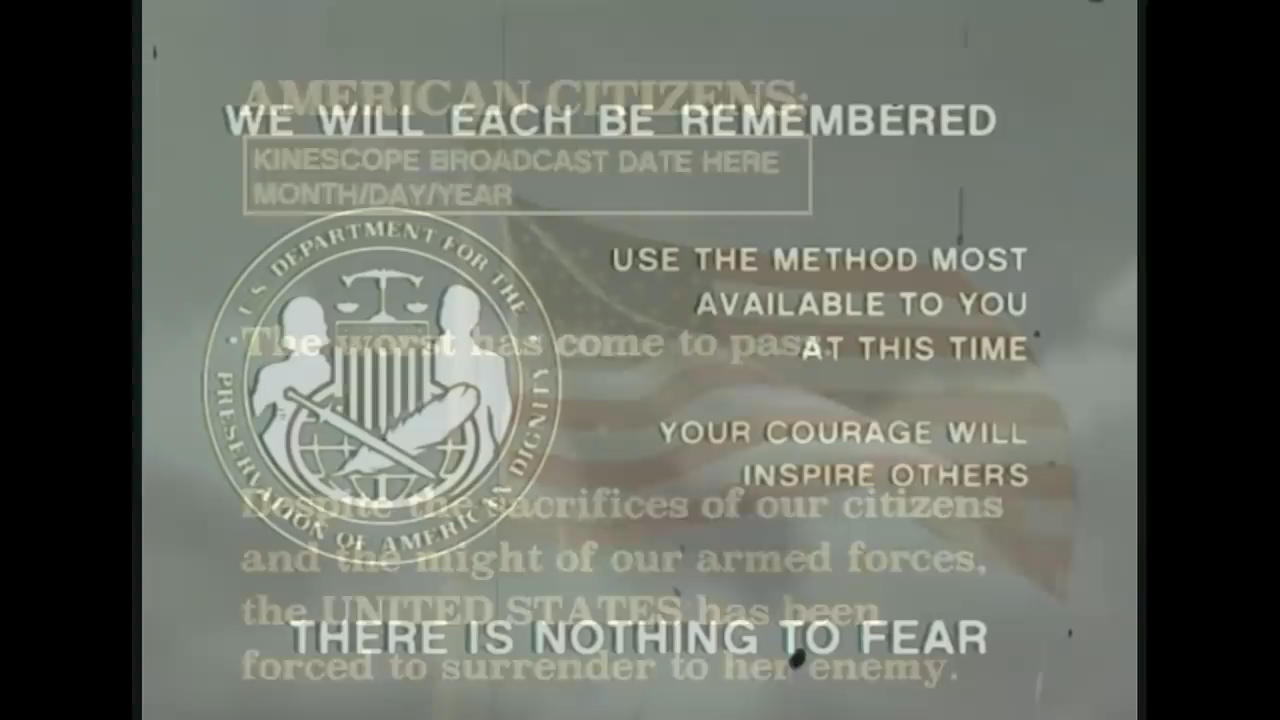 AMERICAN CITIZENS:
WE WILL EACH BE REMEMBERED
KINESCOPE BROADCAST DATE HERE
MONTH/DAY/YEAR
U.S. DEPARTMENT FOR THE
PRESERVATION OF AMERICAN DIGNITY
USE THE METHOD MOST
AVAILABLE TO YOU
AT THIS TIME
The worst has come to pass.
YOUR COURAGE WILL
INSPIRE OTHERS
Despite the sacrifices of our citizens
and the might of our armed forces,
the UNITED STATES has been
THERE IS NOTHING TO FEAR
forced to surrender to her enemy.